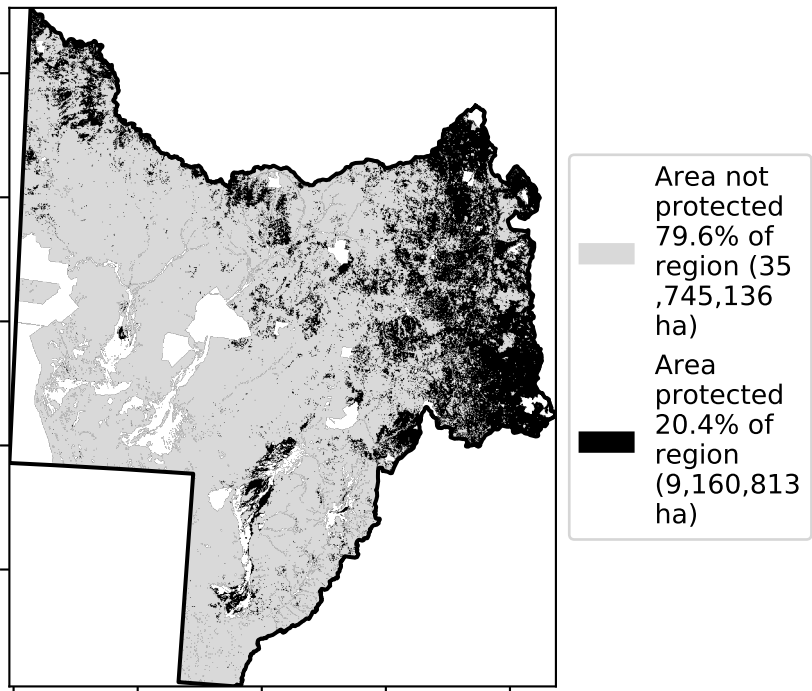 Area not
protected
79.6% of
region (35
,745,136
ha)
Area
protected
20.4% of
region
(9,160,813
ha)